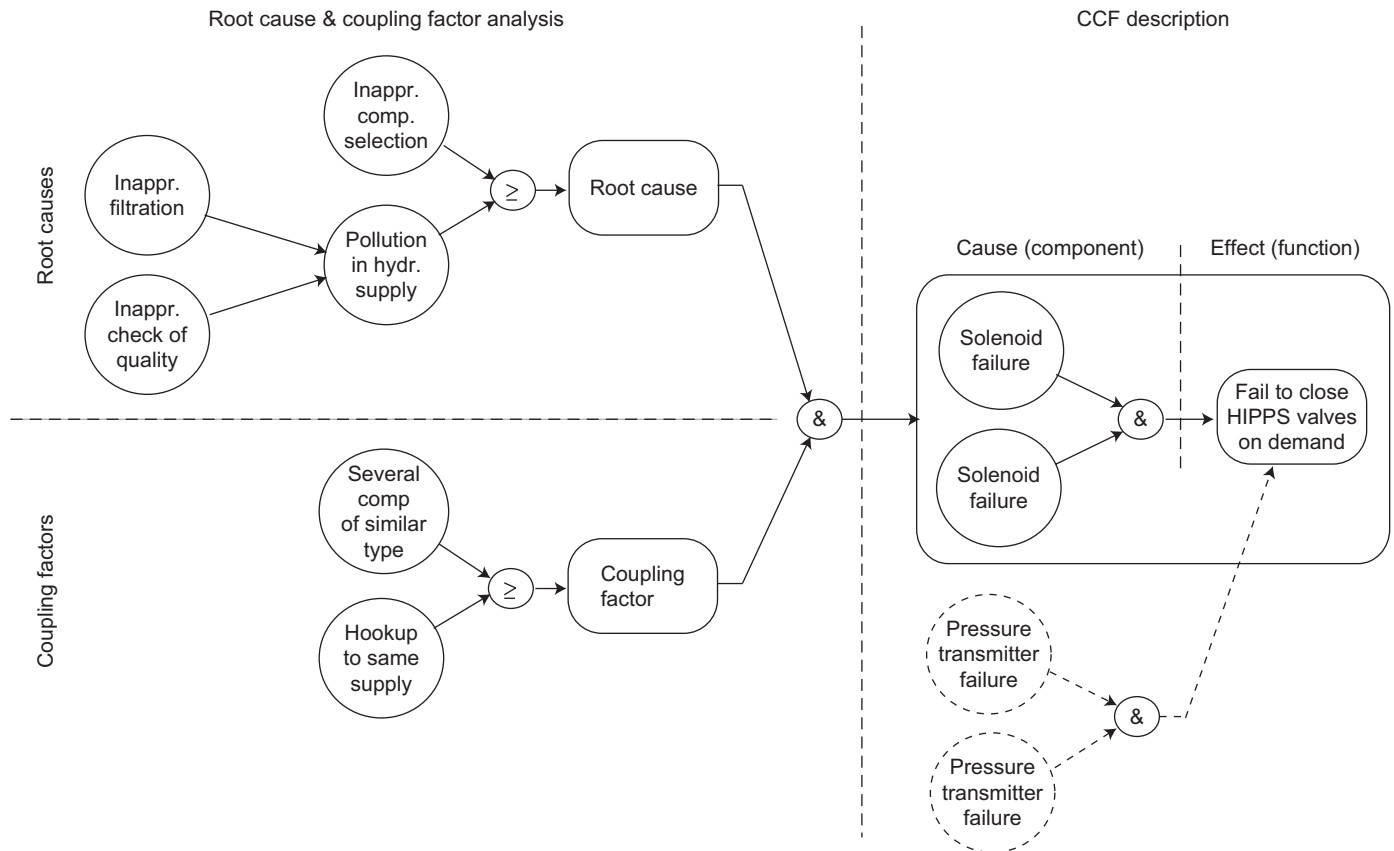 Root cause & coupling factor analysis
CCF description
Root causes
Inappr.
comp.
selection
Inappr.
filtration
≥
Root cause
Pollution
in hydr.
supply
Inappr.
check of
quality
Cause (component)
Effect (function)
Solenoid
failure
Solenoid
failure
&
Fail to close
HIPPS valves
on demand
&
Coupling factors
Several
comp
of similar
type
≥
Coupling
factor
Hookup
to same
supply
Pressure
transmitter
failure
&
Pressure
transmitter
failure